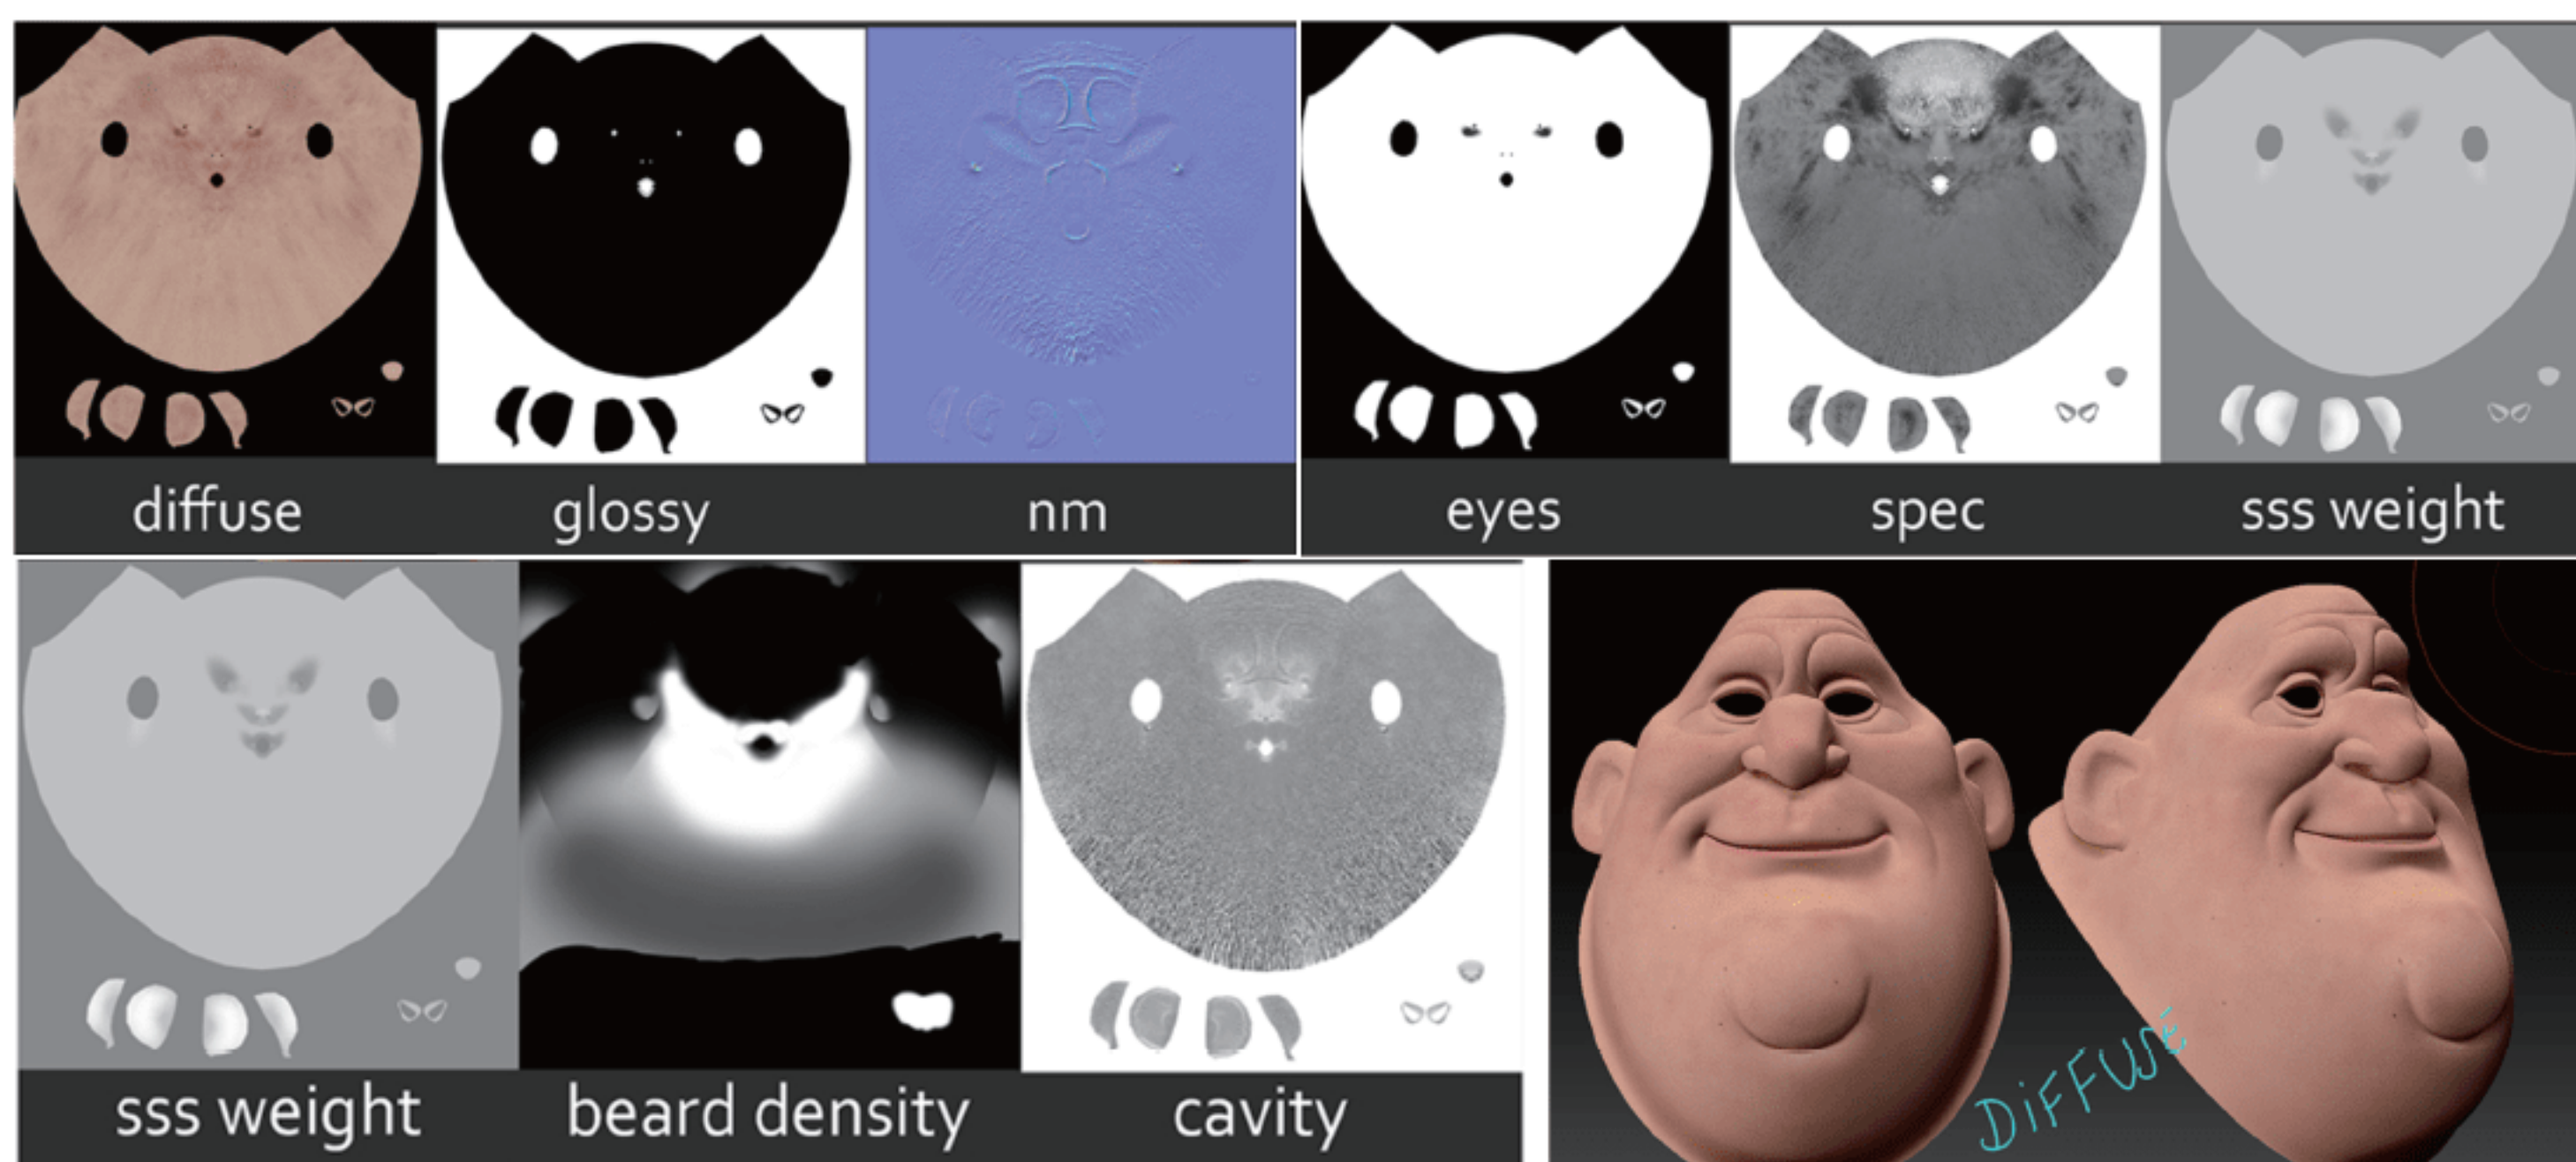 diffuse
glossy
nm
eyes
spec
sss weight
sss weight
beard density
cavity
DiFFUSE